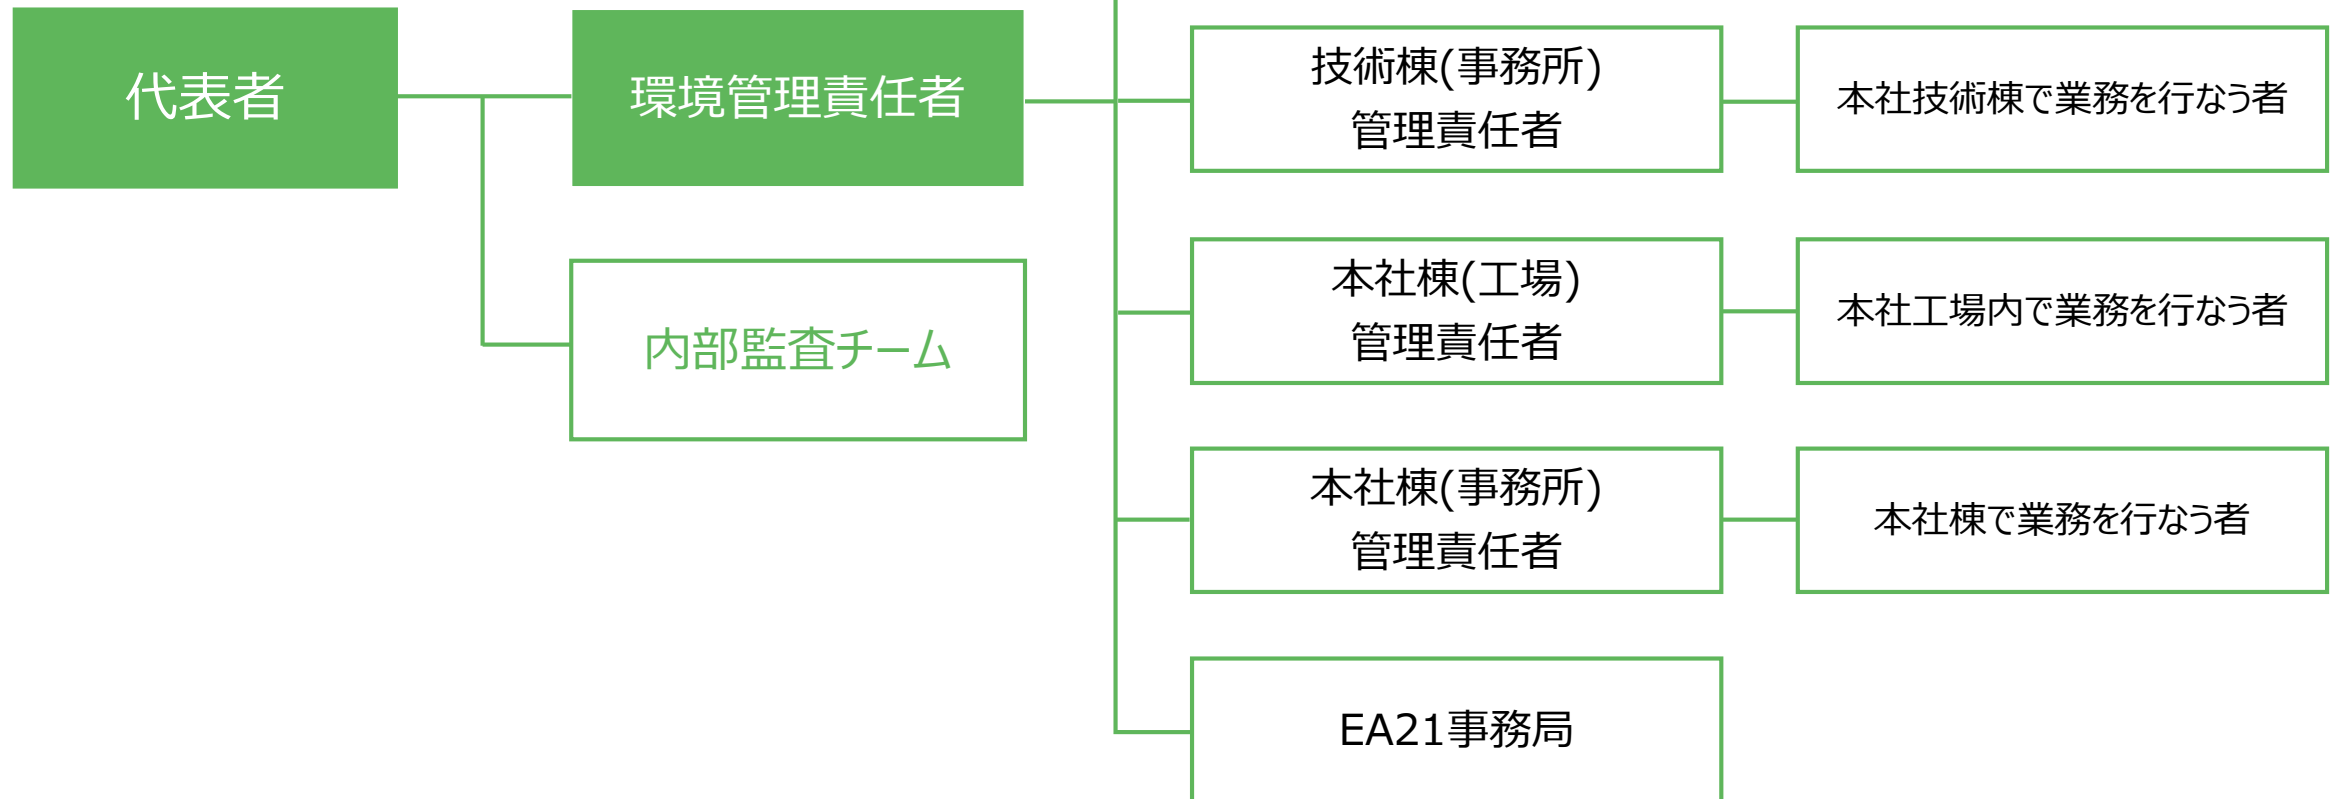 代表者
環境管理責任者
内部監査チーム
技術棟(事務所)
管理責任者
本社技術棟で業務を行なう者
本社棟(工場)
管理責任者
本社工場内で業務を行なう者
本社棟(事務所)
管理責任者
本社棟で業務を行なう者
EA21事務局